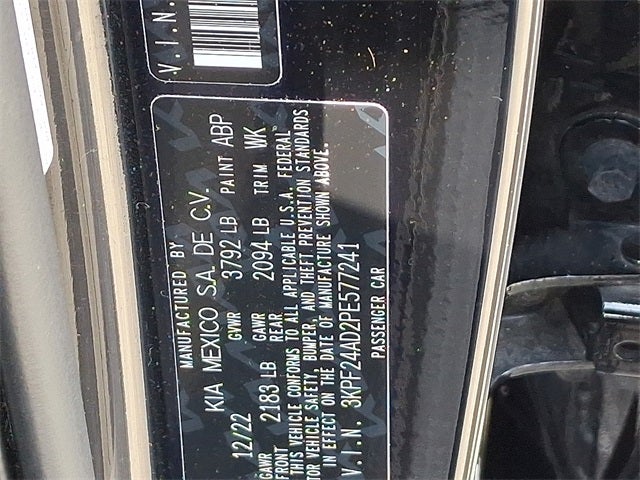 V.I.N.
MANUFACTURED BY
KIA MEXICO S.A. DE C.V.
12/22 GVWR 3792 LB PAINT ABP
GAWR FRONT 2183 LB GAWR REAR 2094 LB TRIM WK
THIS VEHICLE CONFORMS TO ALL APPLICABLE U.S.A. FEDERAL
TOR VEHICLE SAFETY, BUMPER, AND THEFT PREVENTION STANDARDS
IN EFFECT ON THE DATE OF MANUFACTURE SHOWN ABOVE.
V.I.N. 3KPF24AD2PE577241
PASSENGER CAR